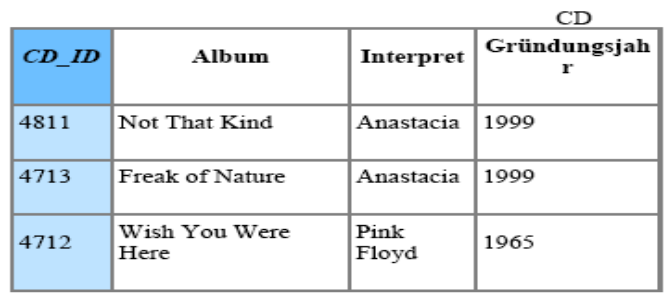 CD
CD_ID Album Interpret Gründungsjah
r
4811 Not That Kind Anastacia 1999
4713 Freak of Nature Anastacia 1999
4712 Wish You Were Here Pink Floyd 1965